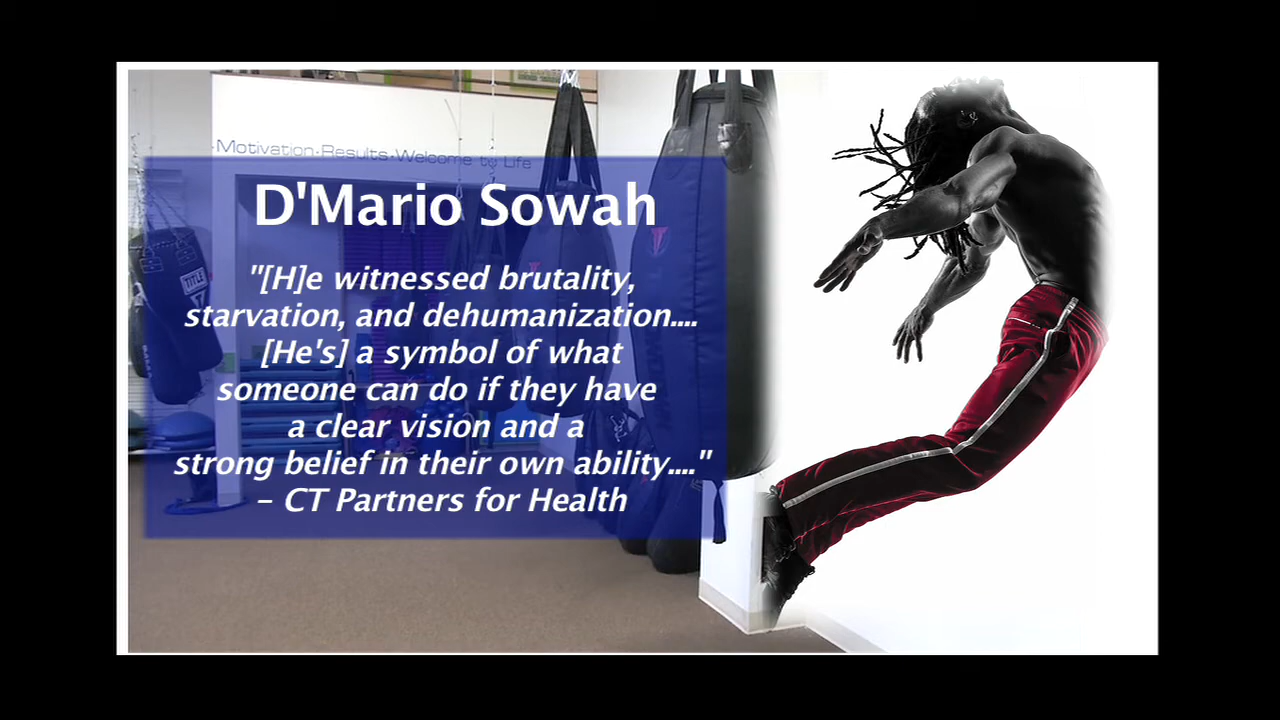 Motivation·Results·Welcome to Life
D'Mario Sowah
"[H]e witnessed brutality,
starvation, and dehumanization....
[He's] a symbol of what
someone can do if they have
a clear vision and a
strong belief in their own ability...."
– CT Partners for Health
TITLE